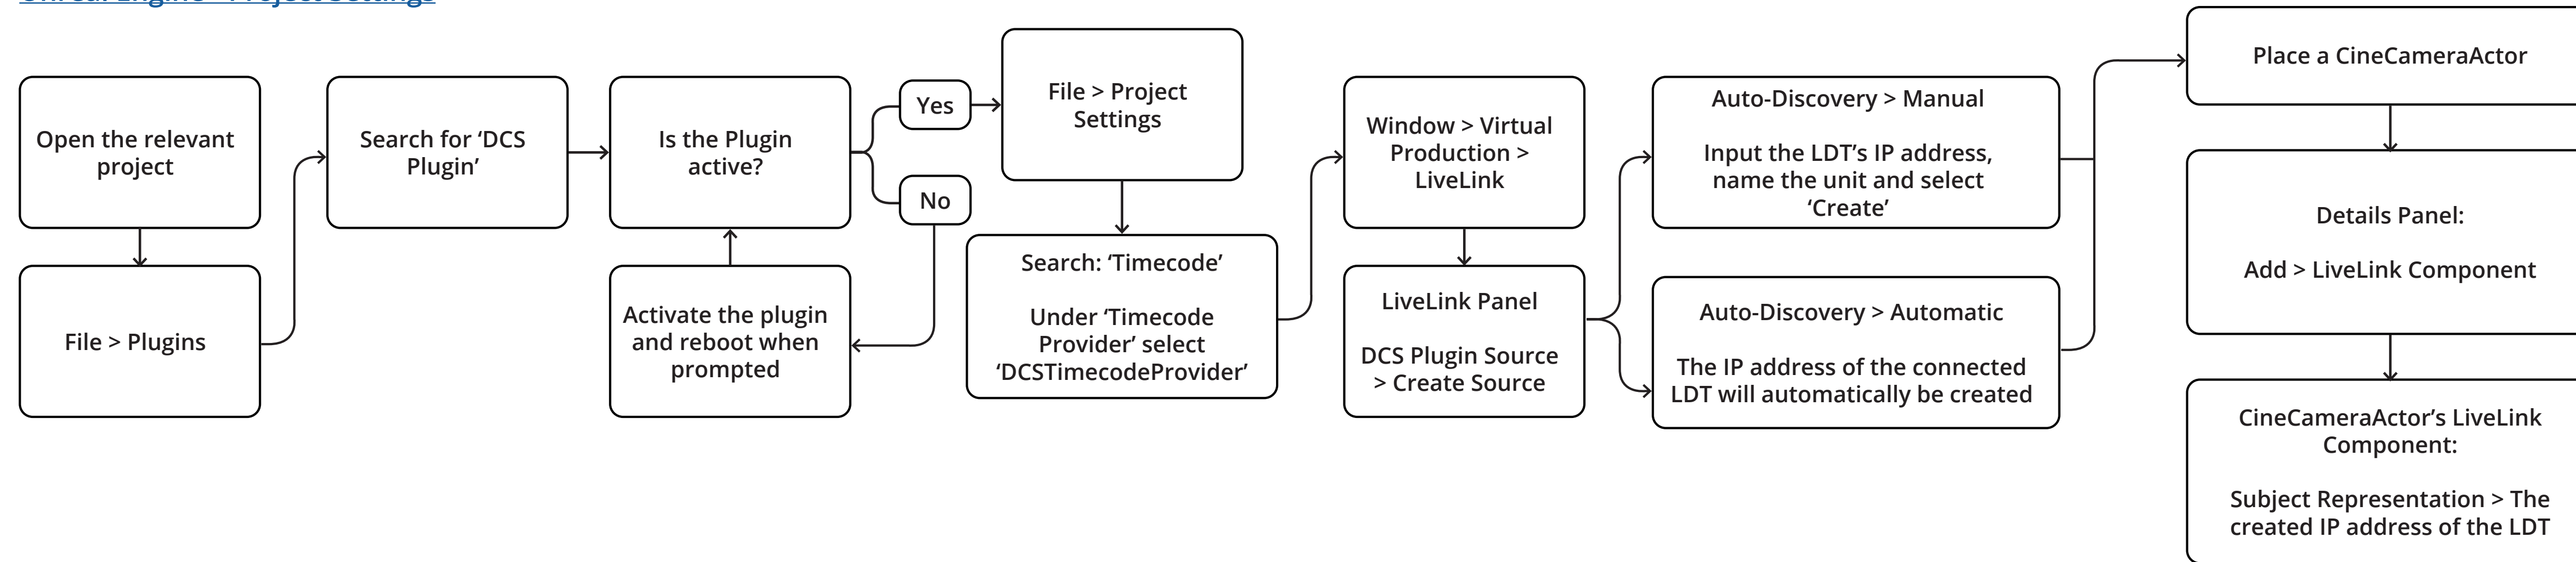 Unreal Engine - Project Settings
Open the relevant
project
File > Plugins
Search for ‘DCS
Plugin’
Is the Plugin
active?
Yes
No
Activate the plugin
and reboot when
prompted
File > Project
Settings
Search: ‘Timecode’
Under ‘Timecode
Provider’ select
‘DCSTimecodeProvider’
Window > Virtual
Production >
LiveLink
LiveLink Panel
DCS Plugin Source
> Create Source
Auto-Discovery > Manual
Input the LDT’s IP address,
name the unit and select
‘Create’
Auto-Discovery > Automatic
The IP address of the connected
LDT will automatically be created
Place a CineCameraActor
Details Panel:
Add > LiveLink Component
CineCameraActor’s LiveLink
Component:
Subject Representation > The
created IP address of the LDT